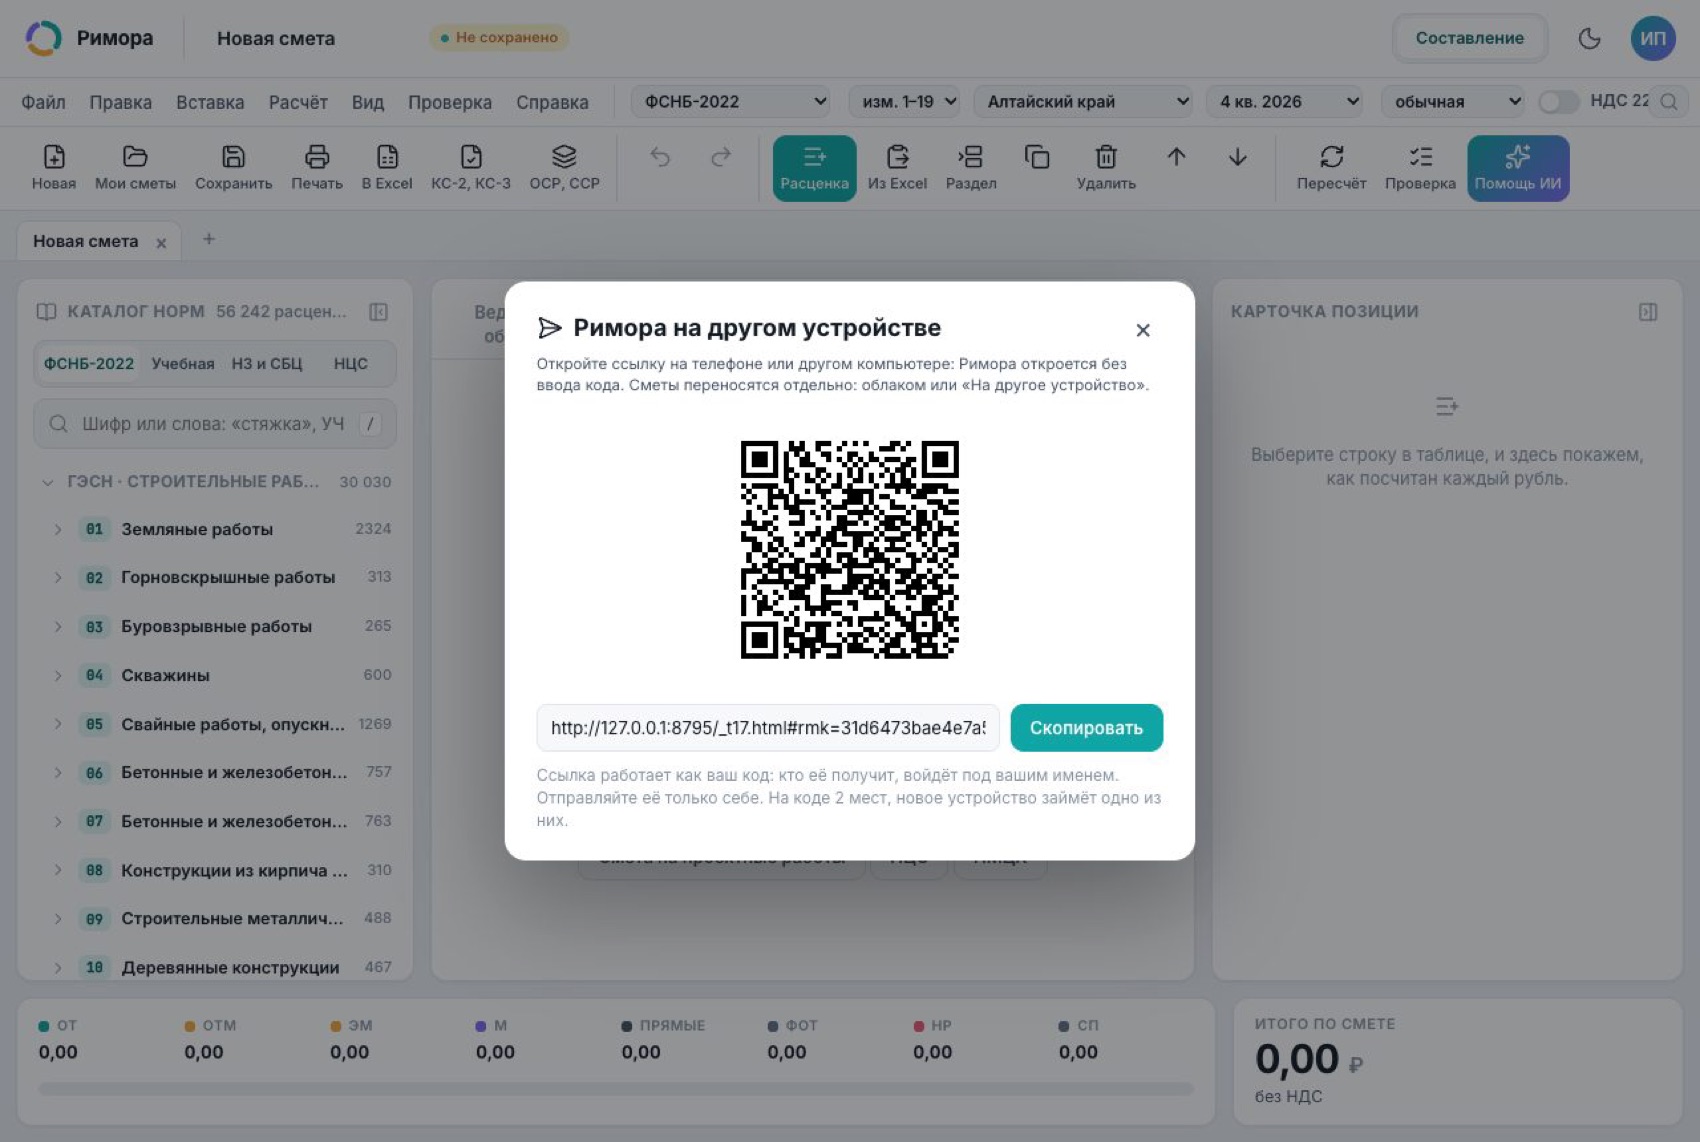 Римора
Новая смета
Не сохранено
Составление
ИП
Файл Правка Вставка Расчёт Вид Проверка Справка
ФСНБ-2022
изм. 1–19
Алтайский край
4 кв. 2026
обычная
НДС 22
Новая
Мои сметы
Сохранить
Печать
В Excel
КС-2, КС-3
ОСР, ССР
Расценка
Из Excel
Раздел
Удалить
Пересчёт
Проверка
Помощь ИИ
Новая смета ×
+
КАТАЛОГ НОРМ 56 242 расцен...
ФСНБ-2022 Учебная НЗ и СБЦ НЦС
Шифр или слова: «стяжка», УЧ /
ГЭСН · СТРОИТЕЛЬНЫЕ РАБ... 30 030
01 Земляные работы 2324
02 Горновскрышные работы 313
03 Буровзрывные работы 265
04 Скважины 600
05 Свайные работы, опускн... 1269
06 Бетонные и железобетон... 757
07 Бетонные и железобетон... 763
08 Конструкции из кирпича ... 310
09 Строительные металлич... 488
10 Деревянные конструкции 467
Вед
об
Римора на другом устройстве
Откройте ссылку на телефоне или другом компьютере: Римора откроется без
ввода кода. Сметы переносятся отдельно: облаком или «На другое устройство».
http://127.0.0.1:8795/_t17.html#rmk=31d6473bae4e7a5
Скопировать
Ссылка работает как ваш код: кто её получит, войдёт под вашим именем.
Отправляйте её только себе. На коде 2 мест, новое устройство займёт одно из
них.
КАРТОЧКА ПОЗИЦИИ
Выберите строку в таблице, и здесь покажем,
как посчитан каждый рубль.
ОТ
0,00
ОТМ
0,00
ЭМ
0,00
М
0,00
ПРЯМЫЕ
0,00
ФОТ
0,00
НР
0,00
СП
0,00
ИТОГО ПО СМЕТЕ
0,00 ₽
без НДС